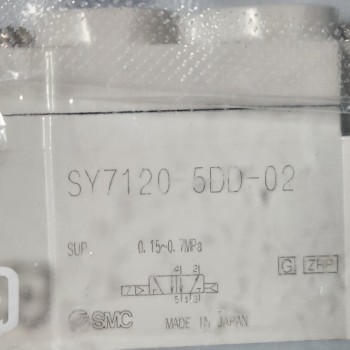 SY7120 5DD-02
SUP 0.15~0.7MPa
G ZHP
4 2
5 1 3
SMC MADE IN JAPAN